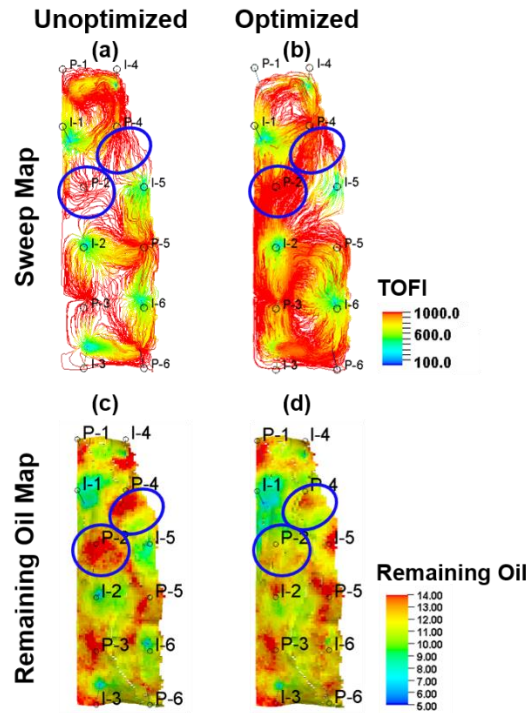 Unoptimized Optimized
(a) (b)
Sweep Map
P-1 I-4
I-1 P-4
P-2 I-5
I-2 P-5
P-3 I-6
I-3 P-6
P-1 I-4
I-1 P-4
P-2 I-5
I-2 P-5
P-3 I-6
I-3 P-6
TOFI
1000.0
600.0
100.0
(c) (d)
Remaining Oil Map
P-1 I-4
I-1 P-4
P-2 I-5
I-2 P-5
P-3 I-6
I-3 P-6
P-1 I-4
I-1 P-4
P-2 I-5
I-2 P-5
P-3 I-6
I-3 P-6
Remaining Oil
14.00
13.00
12.00
11.00
10.00
9.00
8.00
7.00
6.00
5.00